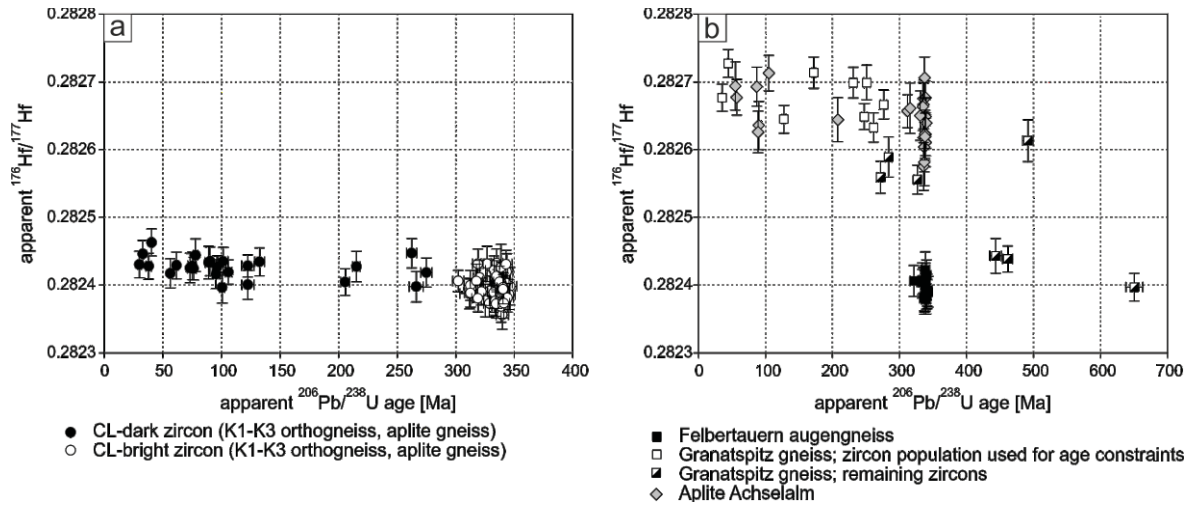 a
0.2828
0.2827
0.2826
0.2825
0.2824
0.2823
apparent ¹⁷⁶Hf/¹⁷⁷Hf
0 50 100 150 200 250 300 350 400
apparent ²⁰⁶Pb/²³⁸U age [Ma]
CL-dark zircon (K1-K3 orthogneiss, aplite gneiss)
CL-bright zircon (K1-K3 orthogneiss, aplite gneiss)
b
0.2828
0.2827
0.2826
0.2825
0.2824
0.2823
apparent ¹⁷⁶Hf/¹⁷⁷Hf
0 100 200 300 400 500 600 700
apparent ²⁰⁶Pb/²³⁸U age [Ma]
Felbertauern augengneiss
Granatspitz gneiss; zircon population used for age constraints
Granatspitz gneiss; remaining zircons
Aplite Achselalm